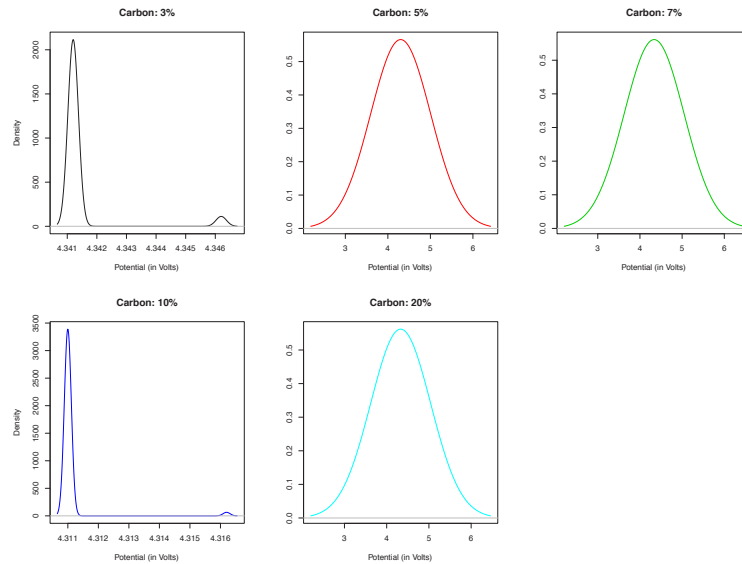 Carbon: 3%
Density
2000
1500
1000
500
0
4.341 4.342 4.343 4.344 4.345 4.346
Potential (in Volts)
Carbon: 5%
0.5
0.4
0.3
0.2
0.1
0.0
3 4 5 6
Potential (in Volts)
Carbon: 7%
0.5
0.4
0.3
0.2
0.1
0.0
3 4 5 6
Potential (in Volts)
Carbon: 10%
Density
3500
3000
2500
2000
1500
1000
500
0
4.311 4.312 4.313 4.314 4.315 4.316
Potential (in Volts)
Carbon: 20%
0.5
0.4
0.3
0.2
0.1
0.0
3 4 5 6
Potential (in Volts)